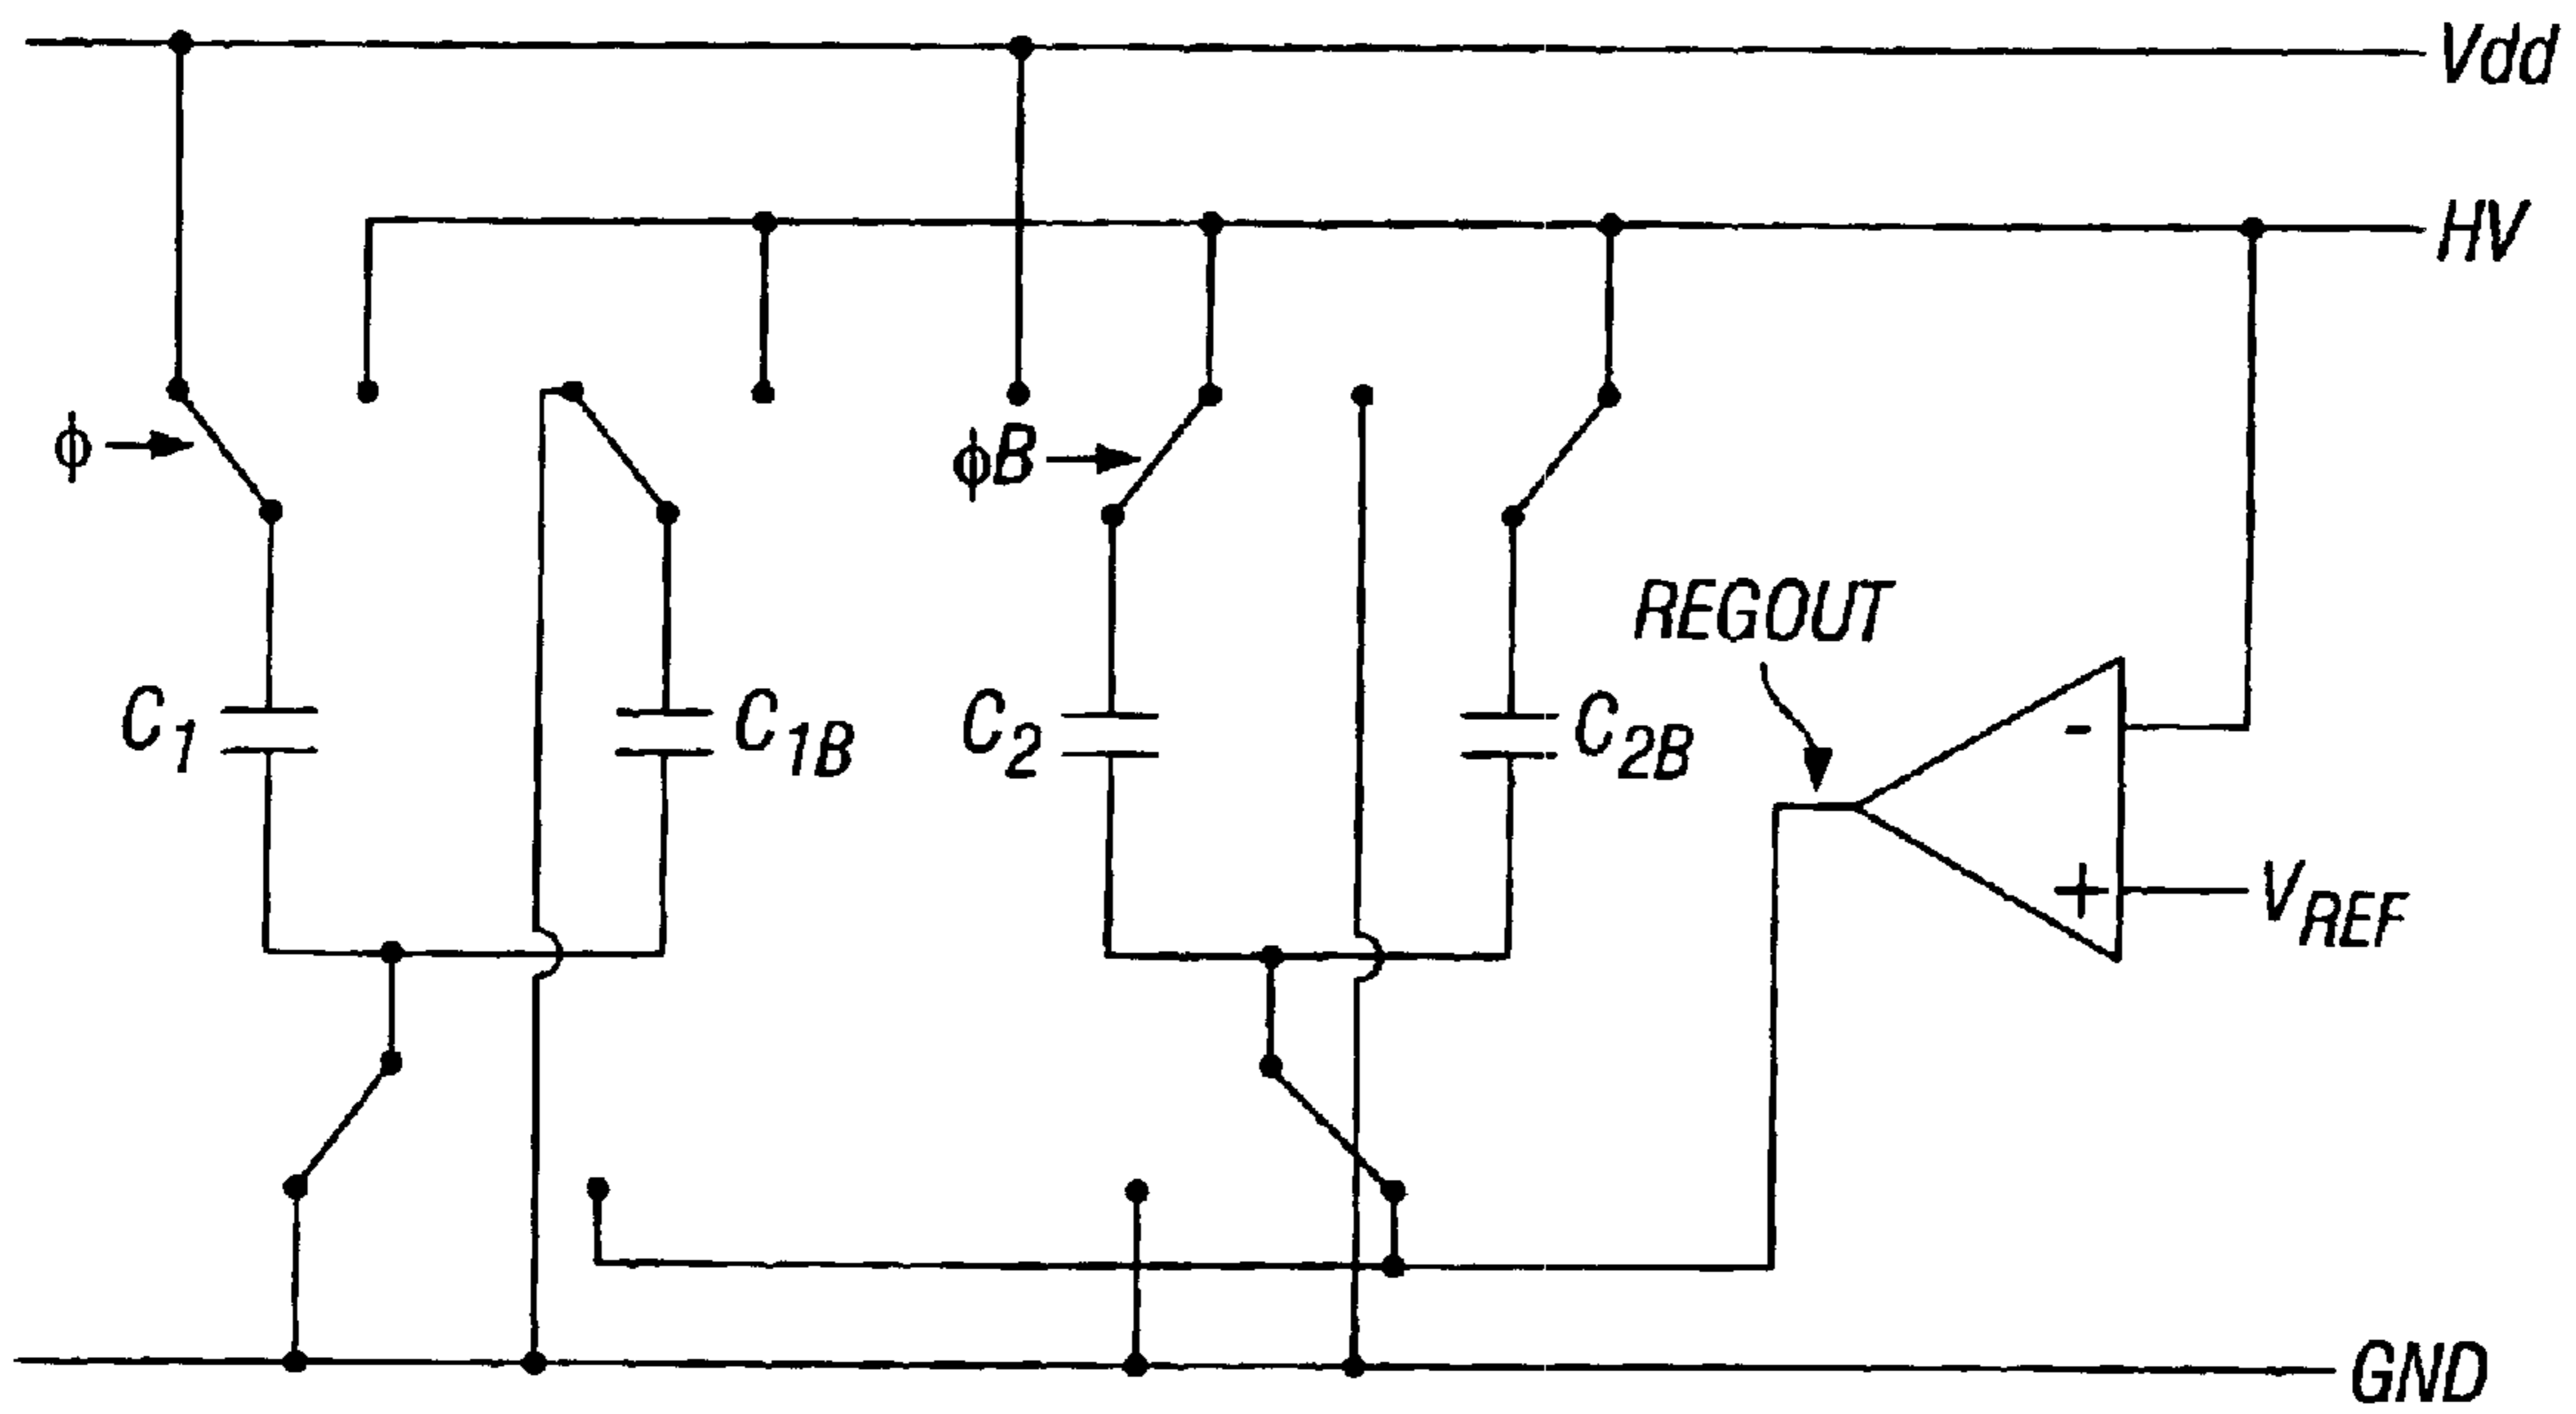 Vdd
HV
ϕ
ϕB
REGOUT
C1
C1B
C2
C2B
-
+
VREF
GND